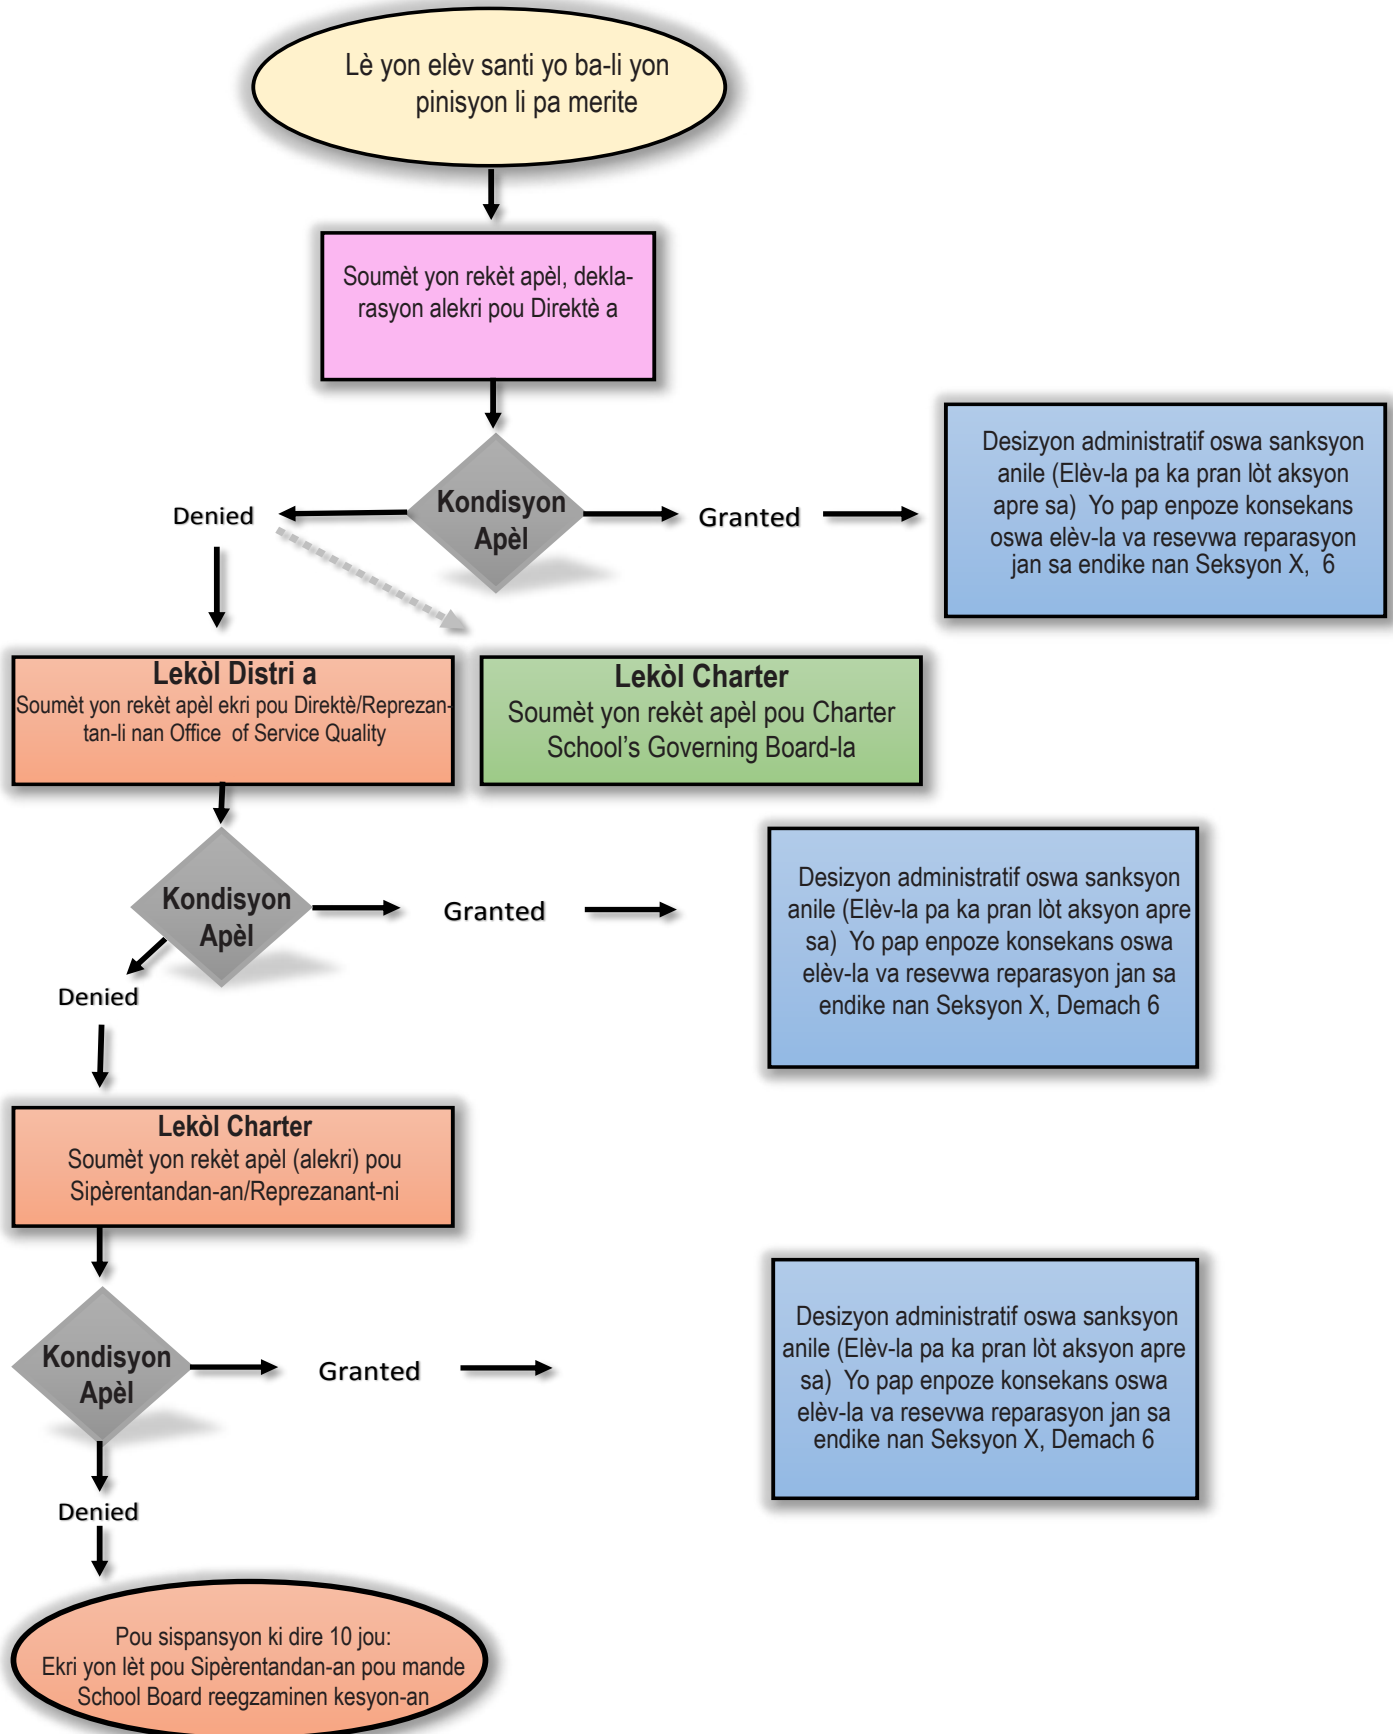 Lè yon elèv santi yo ba-li yon
pinisyon li pa merite
Soumèt yon rekèt apèl, dekla-
rasyon alekri pou Direktè a
Kondisyon
Apèl
Denied
Granted
Desizyon administratif oswa sanksyon
anile (Elèv-la pa ka pran lòt aksyon
apre sa) Yo pap enpoze konsekans
oswa elèv-la va resevwa reparasyon
jan sa endike nan Seksyon X, 6
Lekòl Distri a
Soumèt yon rekèt apèl ekri pou Direktè/Reprezan-
tan-li nan Office of Service Quality
Lekòl Charter
Soumèt yon rekèt apèl pou Charter
School’s Governing Board-la
Kondisyon
Apèl
Granted
Denied
Desizyon administratif oswa sanksyon
anile (Elèv-la pa ka pran lòt aksyon apre
sa) Yo pap enpoze konsekans oswa
elèv-la va resevwa reparasyon jan sa
endike nan Seksyon X, Demach 6
Lekòl Charter
Soumèt yon rekèt apèl (alekri) pou
Sipèrentandan-an/Reprezanant-ni
Kondisyon
Apèl
Granted
Denied
Desizyon administratif oswa sanksyon
anile (Elèv-la pa ka pran lòt aksyon apre
sa) Yo pap enpoze konsekans oswa
elèv-la va resevwa reparasyon jan sa
endike nan Seksyon X, Demach 6
Pou sispansyon ki dire 10 jou:
Ekri yon lèt pou Sipèrentandan-an pou mande
School Board reegzaminen kesyon-an